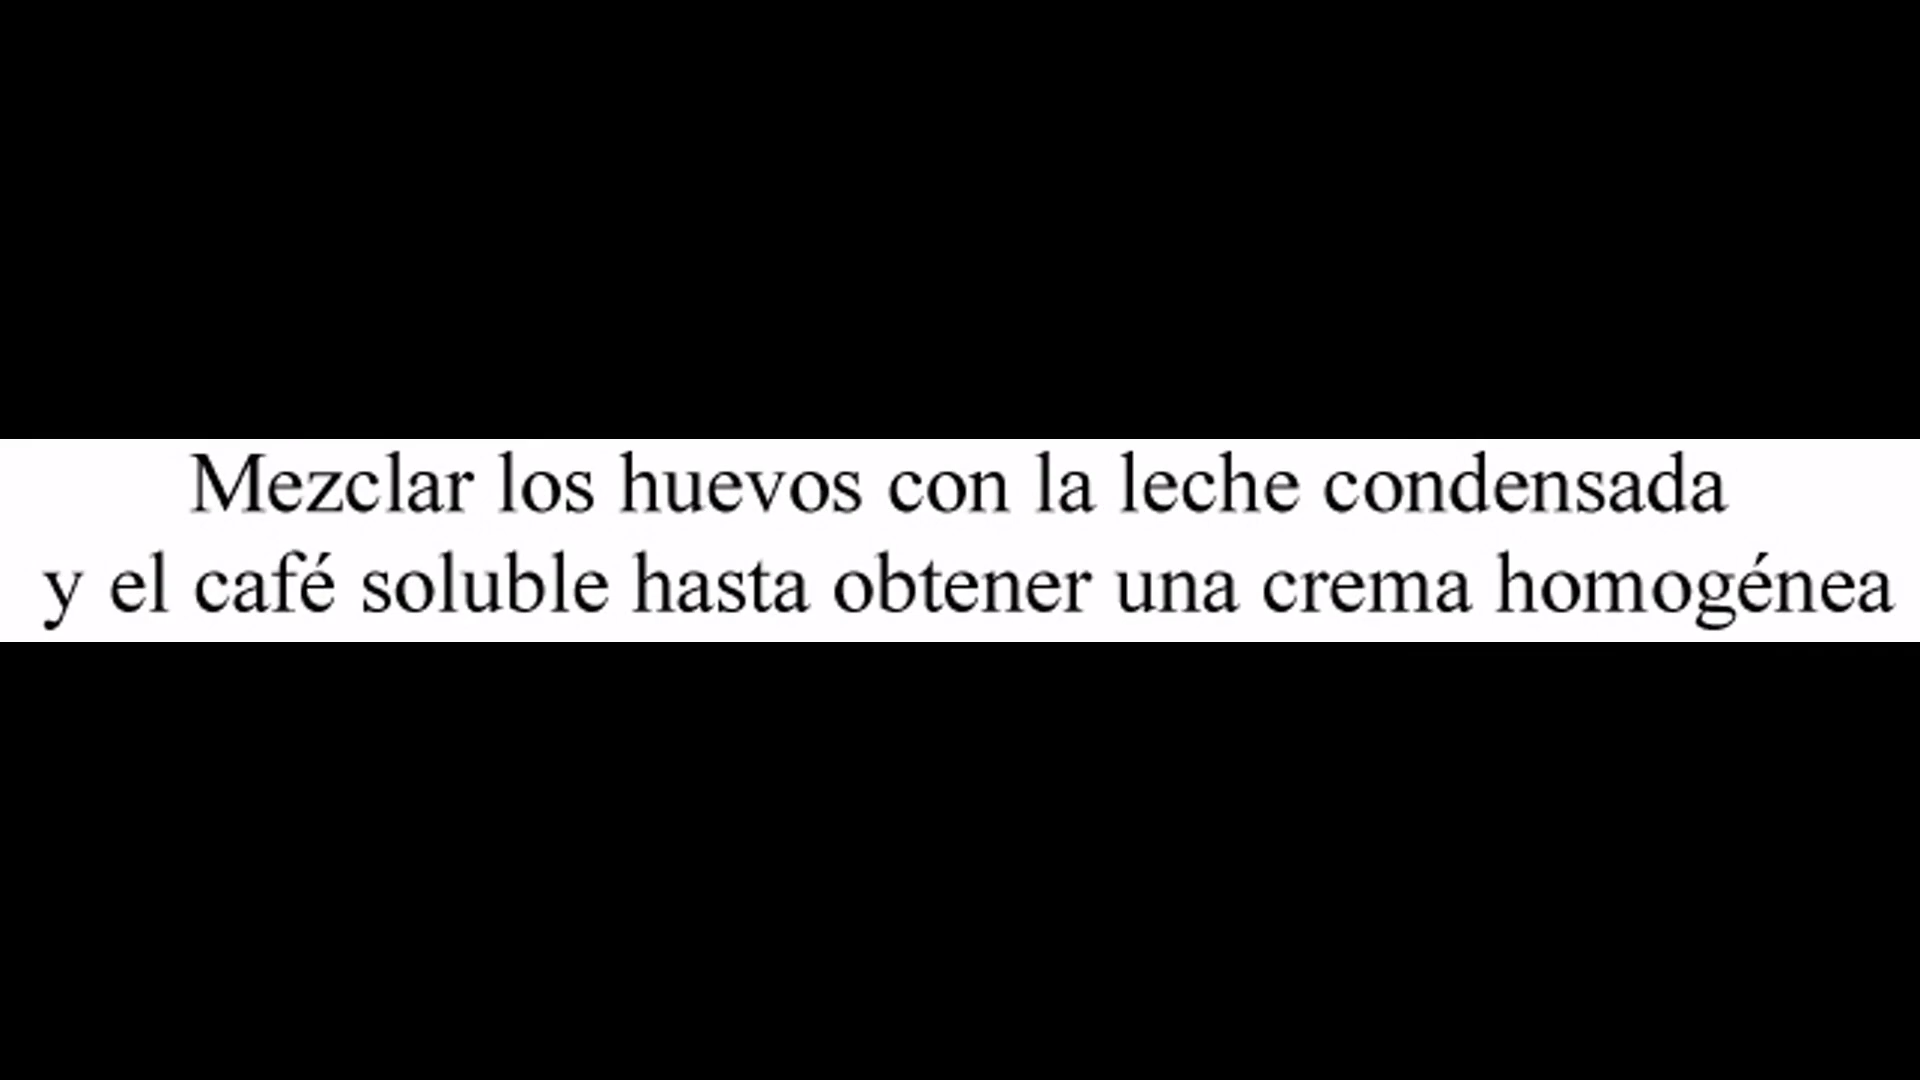 Mezclar los huevos con la leche condensada
y el café soluble hasta obtener una crema homogénea